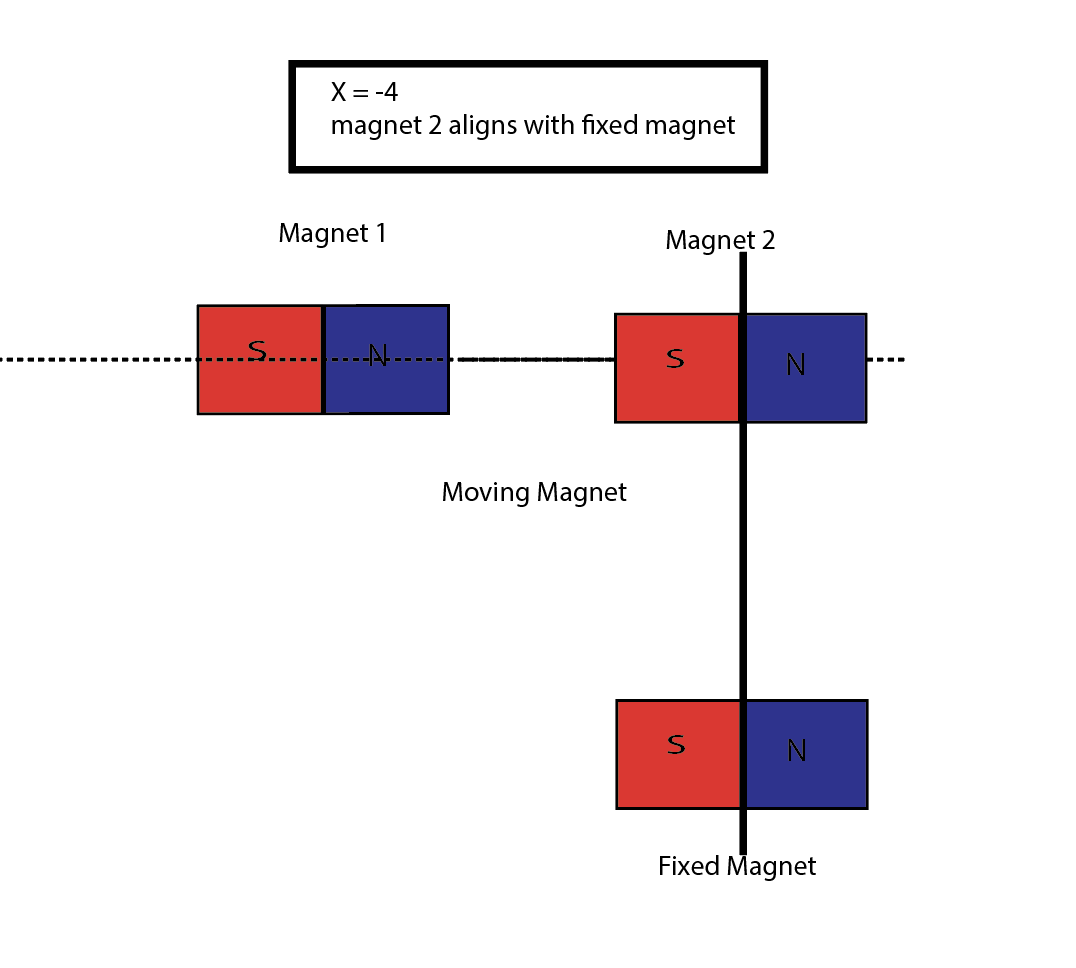 X = -4
magnet 2 aligns with fixed magnet
Magnet 1
Magnet 2
S
N
S
N
Moving Magnet
S
N
Fixed Magnet